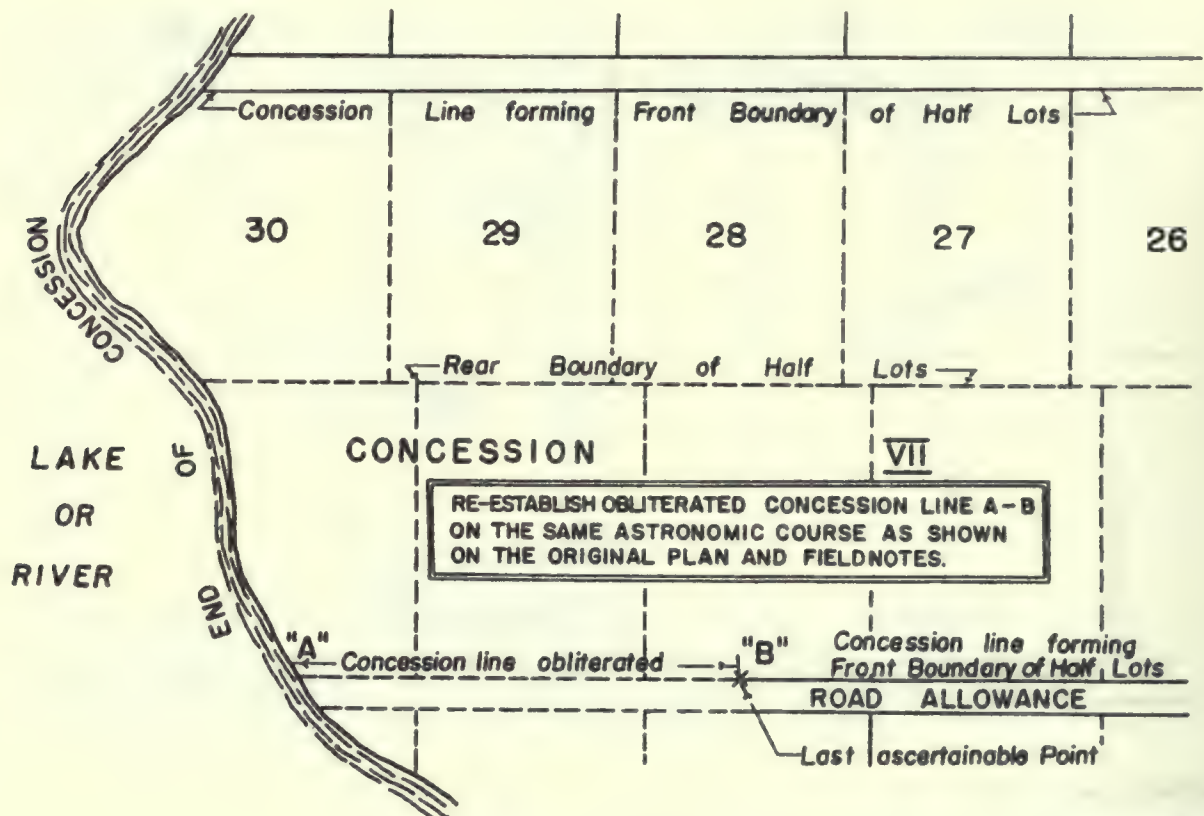 Concession Line forming Front Boundary of Half Lots
30 29 28 27 26
CONCESSION
OF
END
Rear Boundary of Half Lots
LAKE
OR
RIVER
CONCESSION VII
RE-ESTABLISH OBLITERATED CONCESSION LINE A-B
ON THE SAME ASTRONOMIC COURSE AS SHOWN
ON THE ORIGINAL PLAN AND FIELDNOTES.
"A"
Concession line obliterated
"B"
Concession line forming
Front Boundary of Half Lots
ROAD ALLOWANCE
Last ascertainable Point